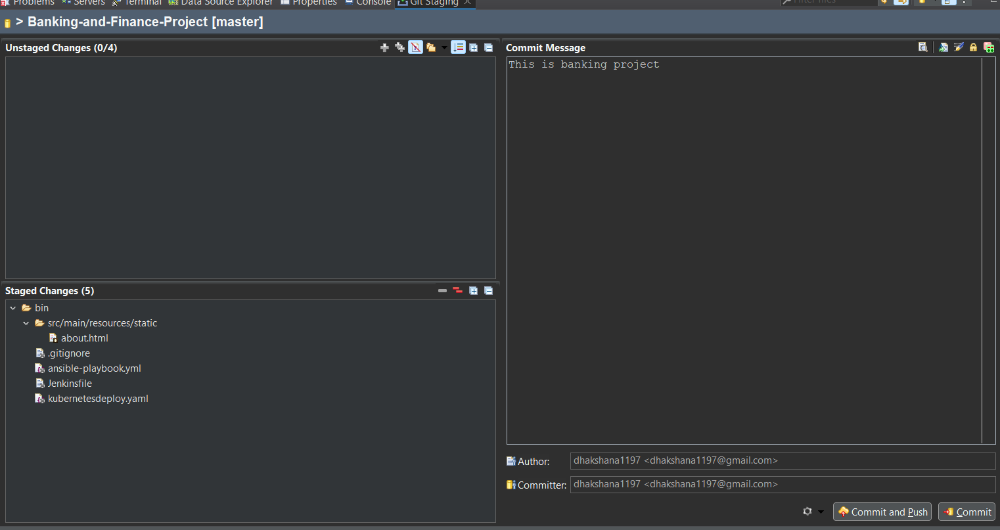 Problems Servers Terminal Data Source Explorer Properties Console Git Staging Filter files
> Banking-and-Finance-Project [master]
Unstaged Changes (0/4)
Staged Changes (5)
bin
src/main/resources/static
about.html
.gitignore
ansible-playbook.yml
Jenkinsfile
kubernetesdeploy.yaml
Commit Message
This is banking project
Author: dhakshana1197 <dhakshana1197@gmail.com>
Committer: dhakshana1197 <dhakshana1197@gmail.com>
Commit and Push Commit